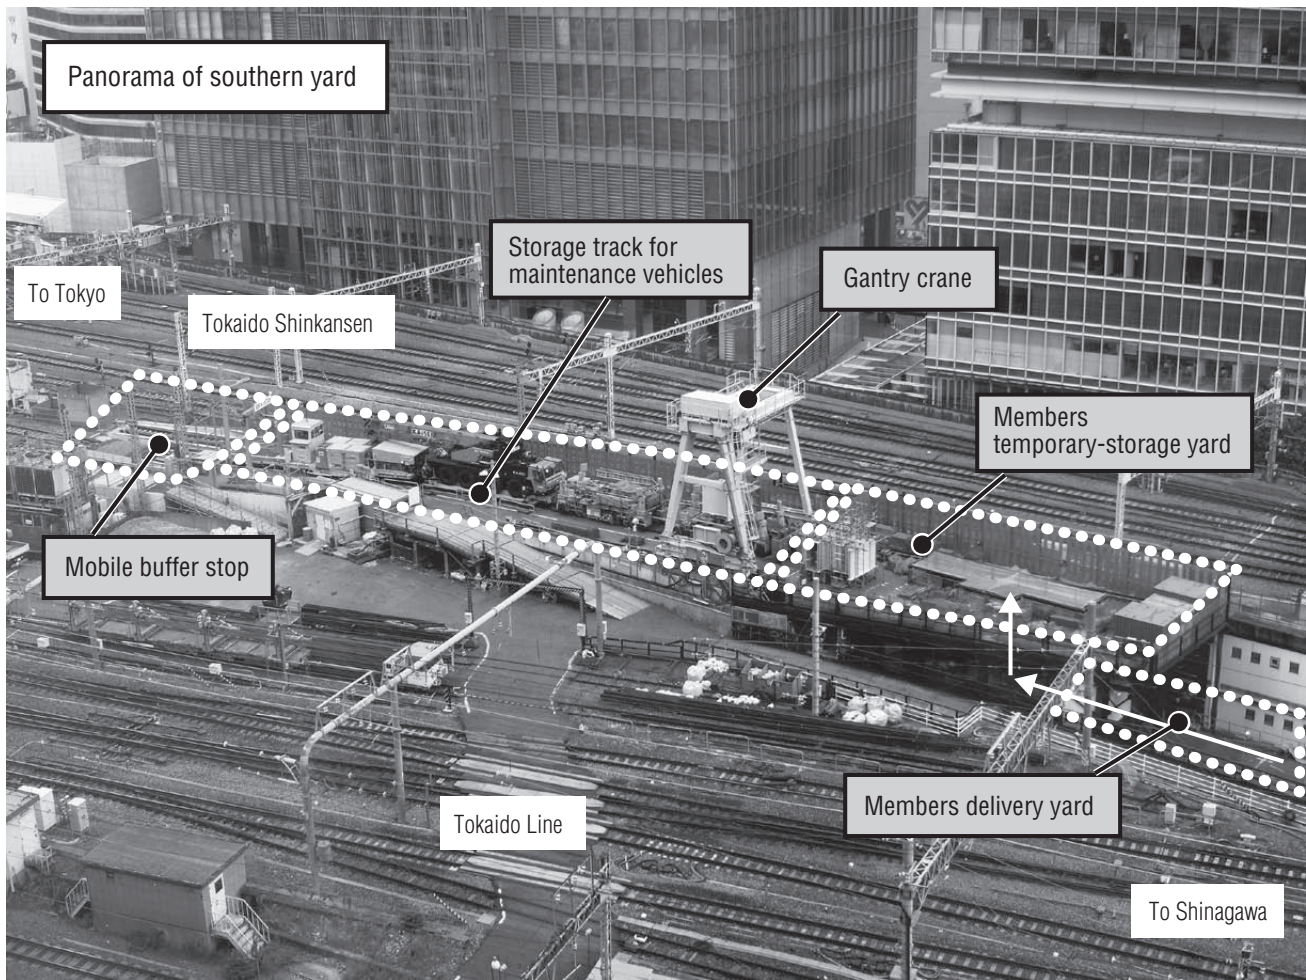 Panorama of southern yard
Storage track for
maintenance vehicles
Gantry crane
To Tokyo
Tokaido Shinkansen
Members
temporary-storage yard
Mobile buffer stop
Members delivery yard
Tokaido Line
To Shinagawa